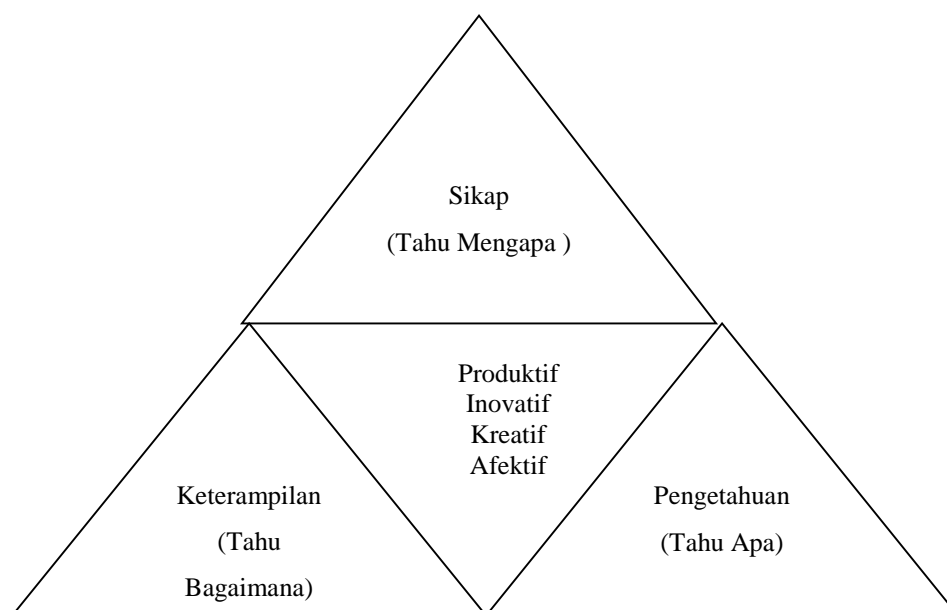 Sikap
(Tahu Mengapa )
Produktif
Inovatif
Kreatif
Afektif
Keterampilan
(Tahu
Bagaimana)
Pengetahuan
(Tahu Apa)